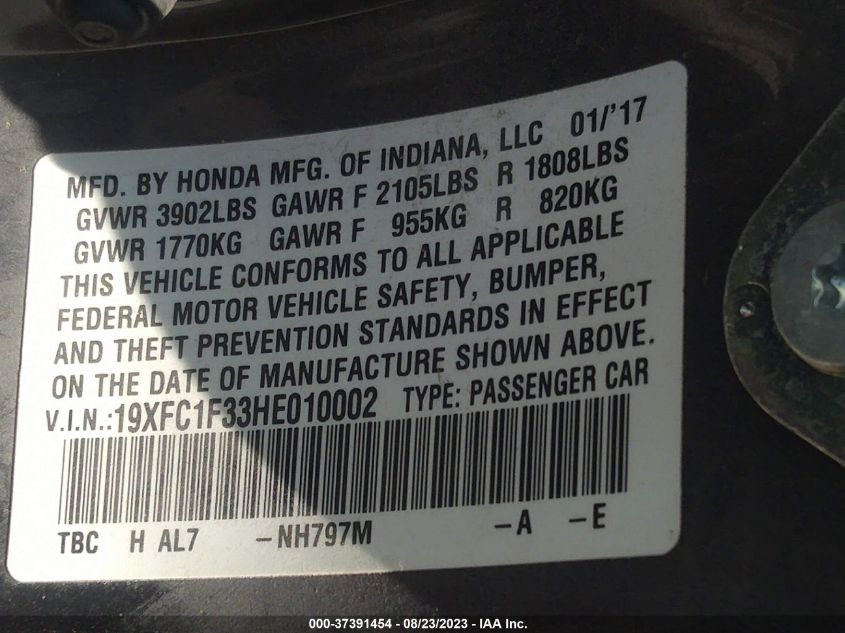 MFD. BY HONDA MFG. OF INDIANA, LLC 01/'17
GVWR 3902LBS GAWR F 2105LBS R 1808LBS
GVWR 1770KG GAWR F 955KG R 820KG
THIS VEHICLE CONFORMS TO ALL APPLICABLE
FEDERAL MOTOR VEHICLE SAFETY, BUMPER,
AND THEFT PREVENTION STANDARDS IN EFFECT
ON THE DATE OF MANUFACTURE SHOWN ABOVE.
V.I.N.:19XFC1F33HE010002 TYPE: PASSENGER CAR
TBC H AL7 -NH797M -A -E
000-37391454 / 08/23/2023 - IAA Inc.